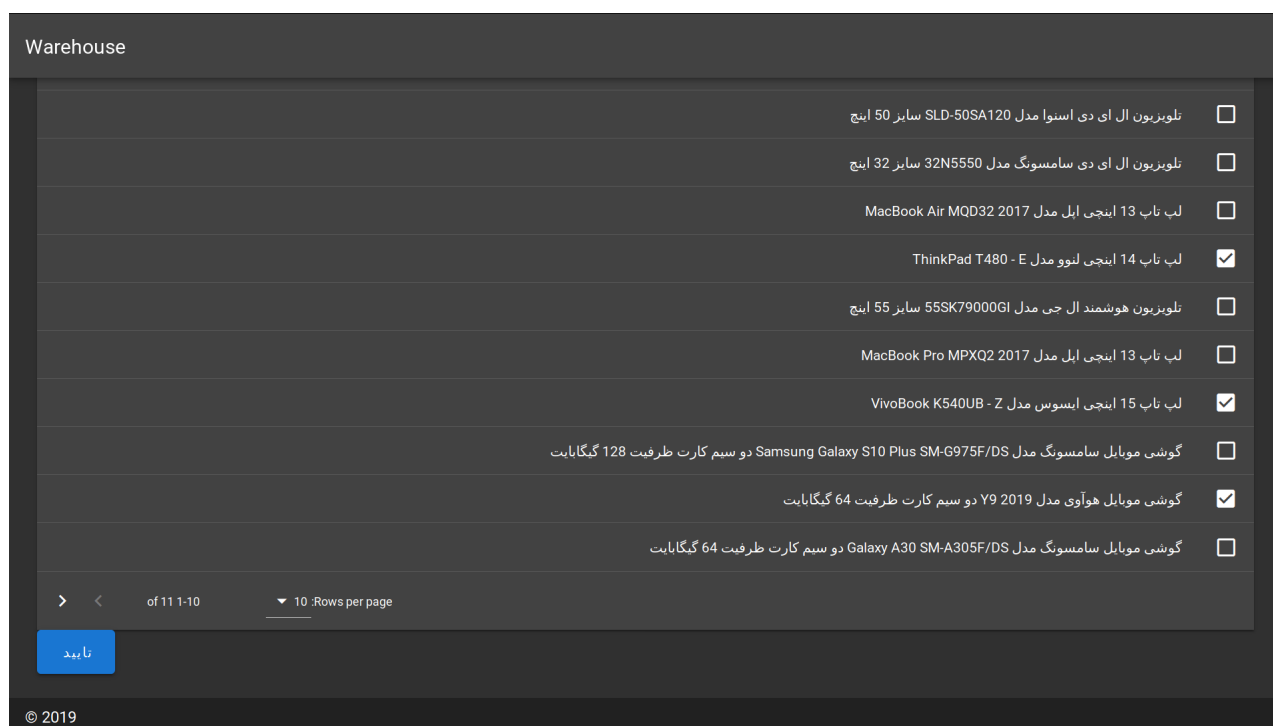 Warehouse
تلویزیون ال ای دی اسنوا مدل SLD-50SA120 سایز 50 اینچ
تلویزیون ال ای دی سامسونگ مدل 32N5550 سایز 32 اینچ
لپ تاپ 13 اینچی اپل مدل MacBook Air MQD32 2017
لپ تاپ 14 اینچی لنوو مدل ThinkPad T480 - E
تلویزیون هوشمند ال جی مدل 55SK79000GI سایز 55 اینچ
لپ تاپ 13 اینچی اپل مدل MacBook Pro MPXQ2 2017
لپ تاپ 15 اینچی ایسوس مدل VivoBook K540UB - Z
گوشی موبایل سامسونگ مدل Samsung Galaxy S10 Plus SM-G975F/DS دو سیم کارت ظرفیت 128 گیگابایت
گوشی موبایل هوآوی مدل Y9 2019 دو سیم کارت ظرفیت 64 گیگابایت
گوشی موبایل سامسونگ مدل Galaxy A30 SM-A305F/DS دو سیم کارت ظرفیت 64 گیگابایت
of 11 1-10 10 :Rows per page
تایید
© 2019